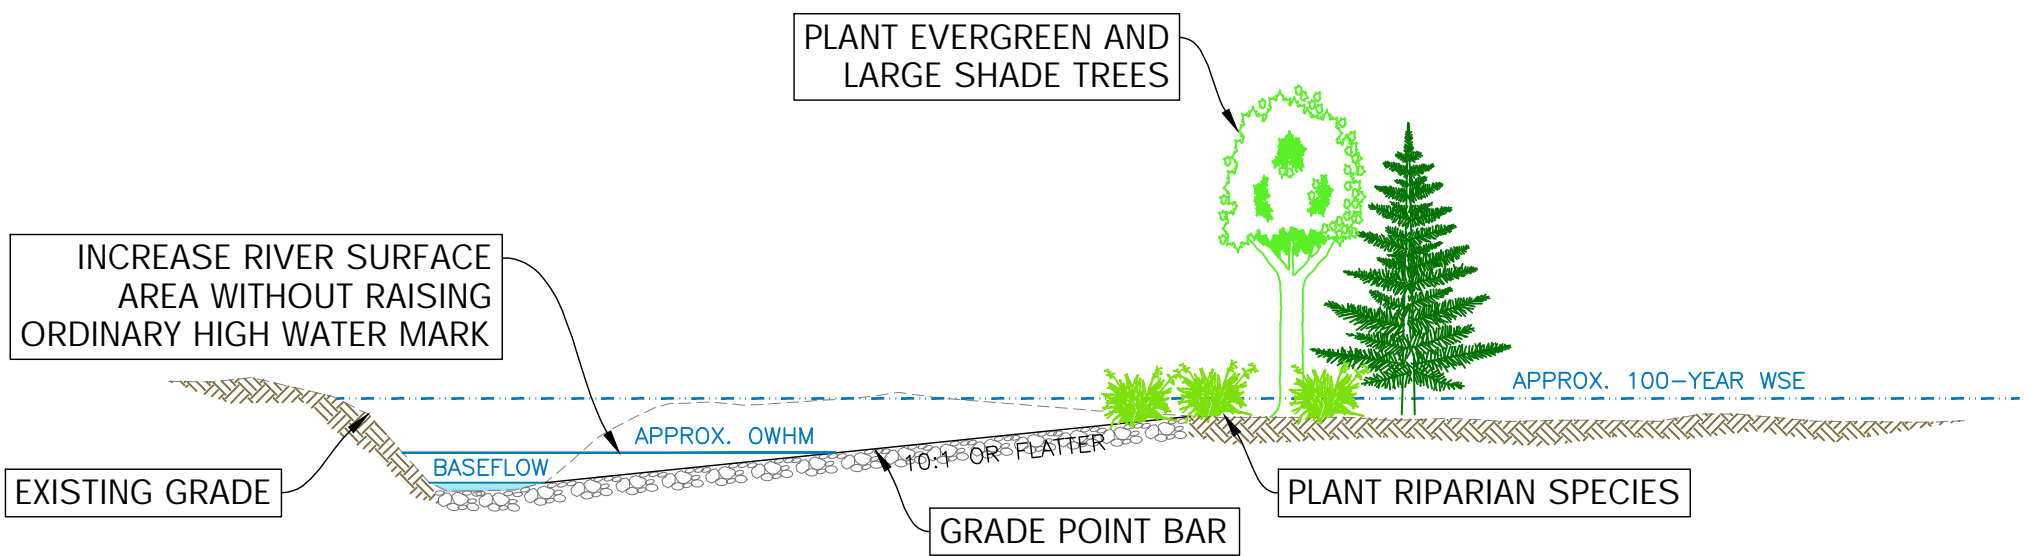 PLANT EVERGREEN AND
LARGE SHADE TREES
INCREASE RIVER SURFACE
AREA WITHOUT RAISING
ORDINARY HIGH WATER MARK
APPROX. 100-YEAR WSE
APPROX. OWHM
BASEFLOW
10:1 OR FLATTER
EXISTING GRADE
PLANT RIPARIAN SPECIES
GRADE POINT BAR